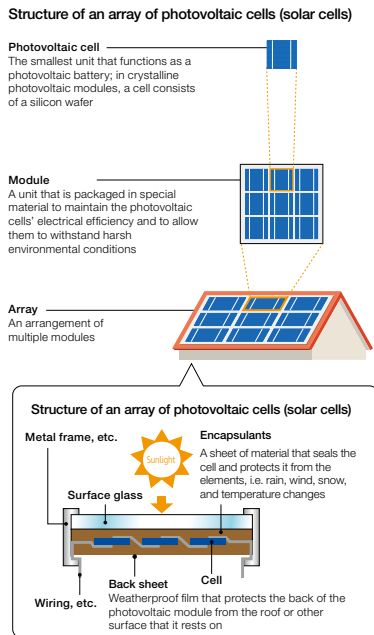 Structure of an array of photovoltaic cells (solar cells)
Photovoltaic cell
The smallest unit that functions as a
photovoltaic battery; in crystalline
photovoltaic modules, a cell consists
of a silicon wafer
Module
A unit that is packaged in special
material to maintain the photovoltaic
cells' electrical efficiency and to allow
them to withstand harsh
environmental conditions
Array
An arrangement of
multiple modules
Structure of an array of photovoltaic cells (solar cells)
Metal frame, etc.
Sunlight
Encapsulants
A sheet of material that seals the
cell and protects it from the
elements, i.e. rain, wind, snow,
and temperature changes
Surface glass
Wiring, etc.
Back sheet
Cell
Weatherproof film that protects the back of the
photovoltaic module from the roof or other
surface that it rests on